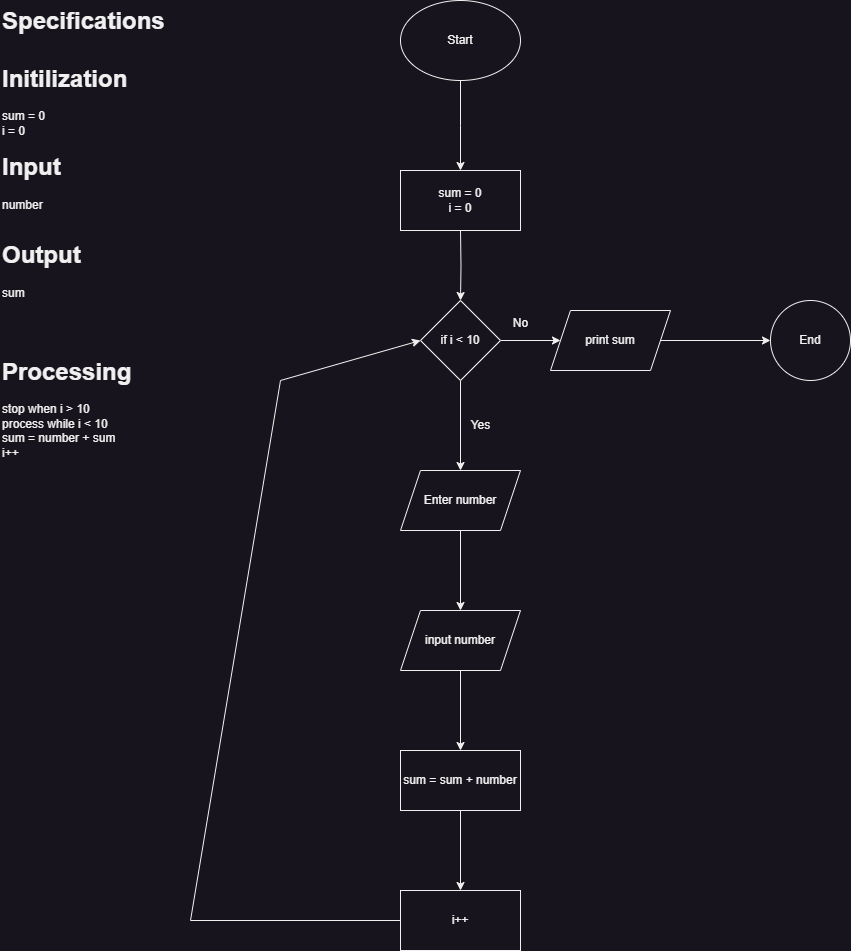 Specifications
Initilization
sum = 0
i = 0
Input
number
Output
sum
Processing
stop when i > 10
process while i < 10
sum = number + sum
i++
Start
sum = 0
i = 0
if i < 10
No
print sum
End
Yes
Enter number
input number
sum = sum + number
i++